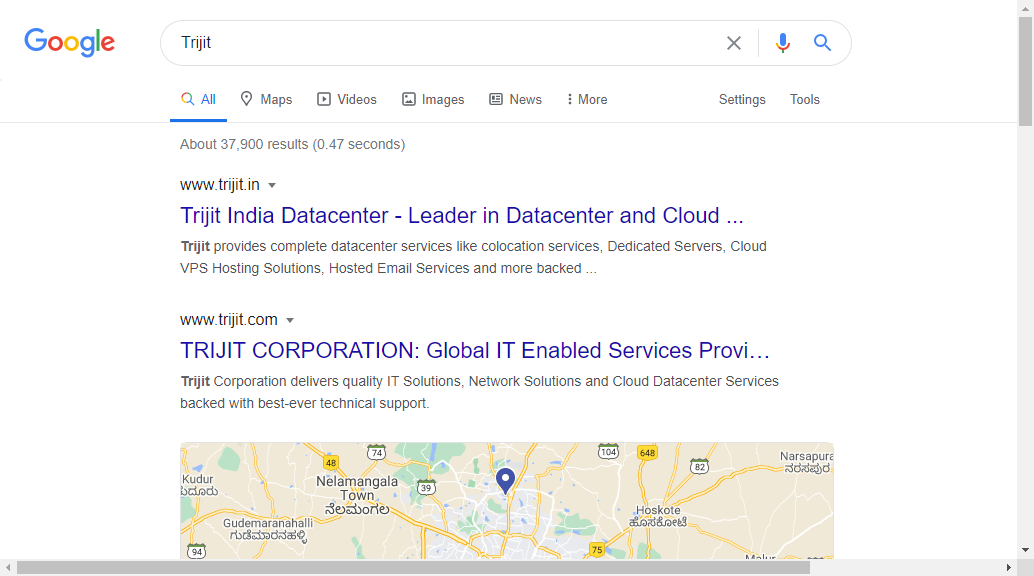 Google
Trijit
All
Maps
Videos
Images
News
More
Settings
Tools
About 37,900 results (0.47 seconds)
www.trijit.in
Trijit India Datacenter - Leader in Datacenter and Cloud ...
Trijit provides complete datacenter services like colocation services, Dedicated Servers, Cloud
VPS Hosting Solutions, Hosted Email Services and more backed ...
www.trijit.com
TRIJIT CORPORATION: Global IT Enabled Services Provi...
Trijit Corporation delivers quality IT Solutions, Network Solutions and Cloud Datacenter Services
backed with best-ever technical support.
74
104
648
48
82
Narsapura
ನರಸಪುರ
Kudur
ಕುದೂರು
Nelamangala
Town
ನೆಲಮಂಗಲ
39
Hoskote
ಹೊಸಕೋಟೆ
Gudemaranahalli
ಗುಡೆಮಾರನಹಳ್ಳಿ
94
75